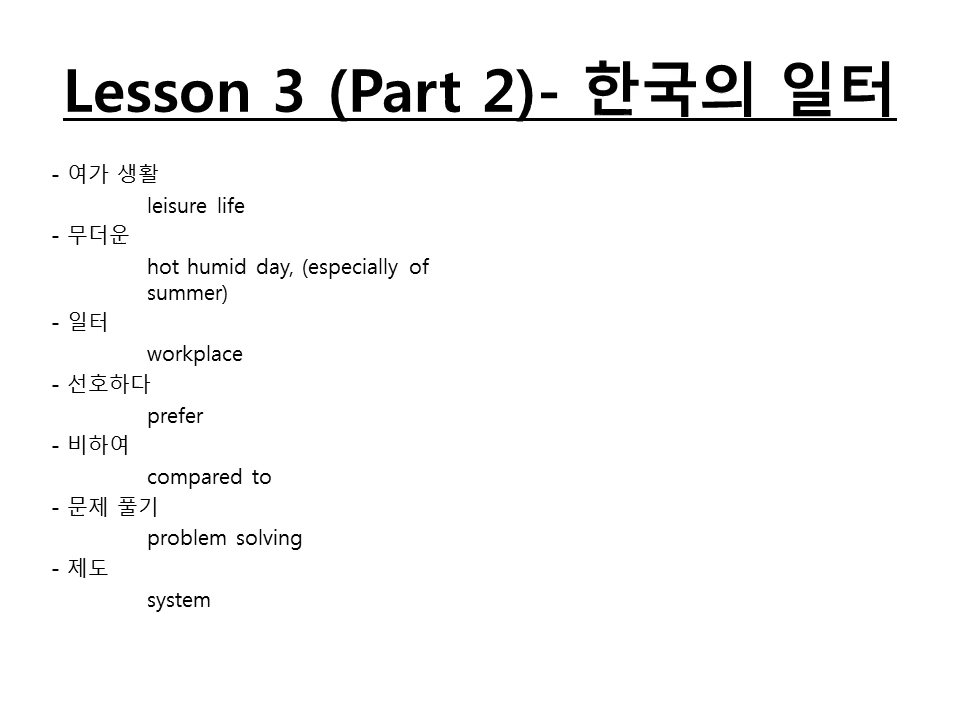 Lesson 3 (Part 2)- 한국의 일터
- 여가 생활
leisure life
- 무더운
hot humid day, (especially of
summer)
- 일터
workplace
- 선호하다
prefer
- 비하여
compared to
- 문제 풀기
problem solving
- 제도
system